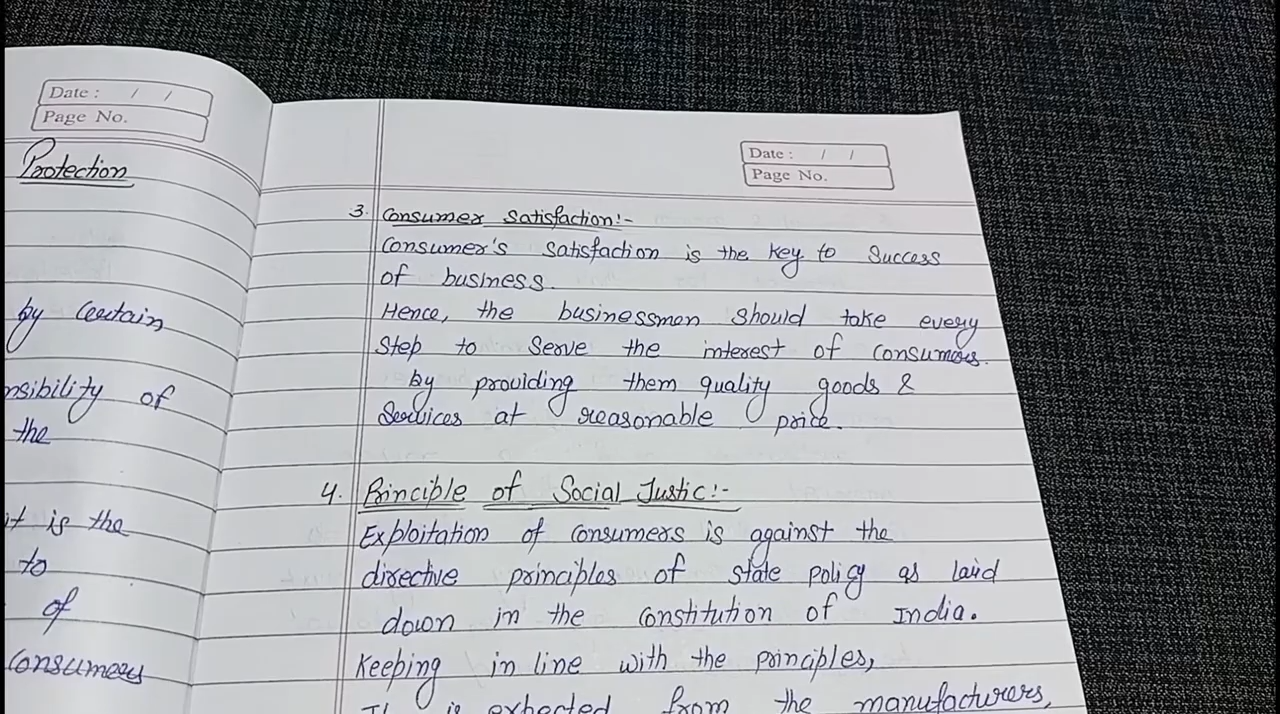 Date : / /
Page No.
Protection
by certain
nsibility of
the
it is the
to
of
consumers
Date : / /
Page No.
3. Consumer Satisfaction:-
Consumer's satisfaction is the key to success
of business.
Hence, the businessmen should take every
step to serve the interest of consumers.
by providing them quality goods &
services at reasonable price.
4. Principle of Social Justic:-
Exploitation of consumers is against the
directive principles of state policy as laid
down in the constitution of India.
Keeping in line with the principles,
It is expected from the manufacturers,